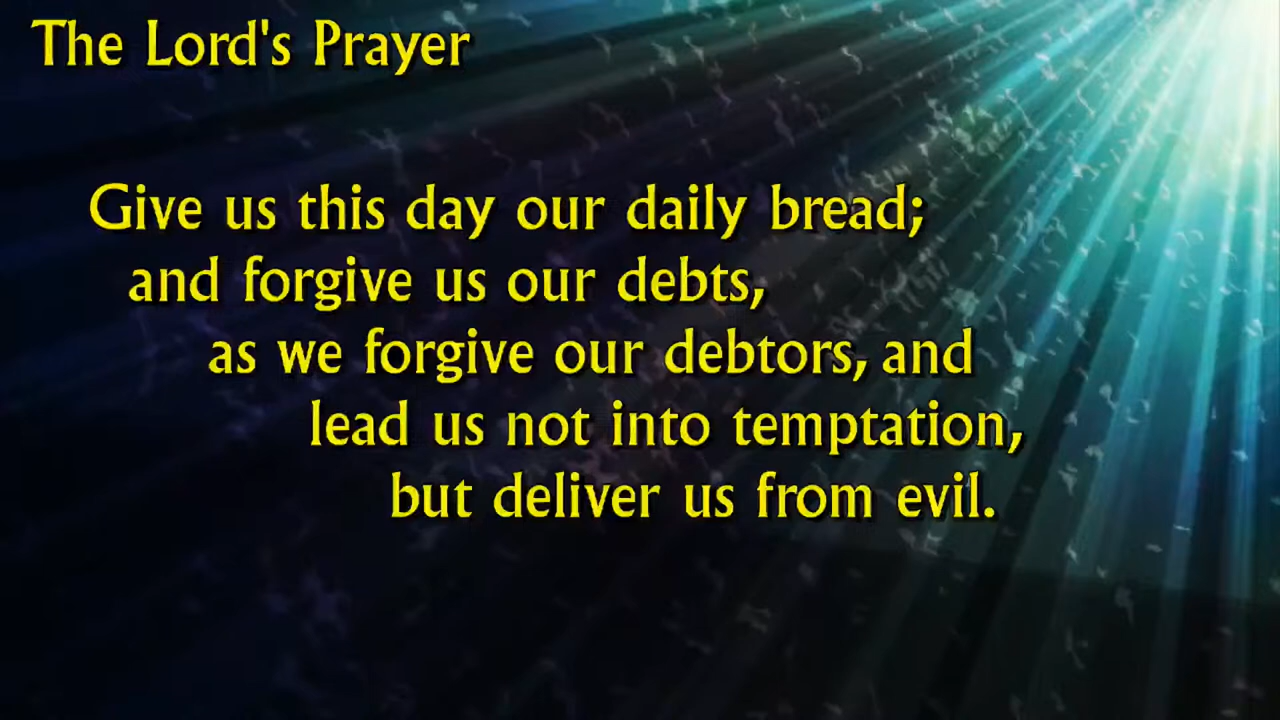 The Lord's Prayer
Give us this day our daily bread;
and forgive us our debts,
as we forgive our debtors, and
lead us not into temptation,
but deliver us from evil.